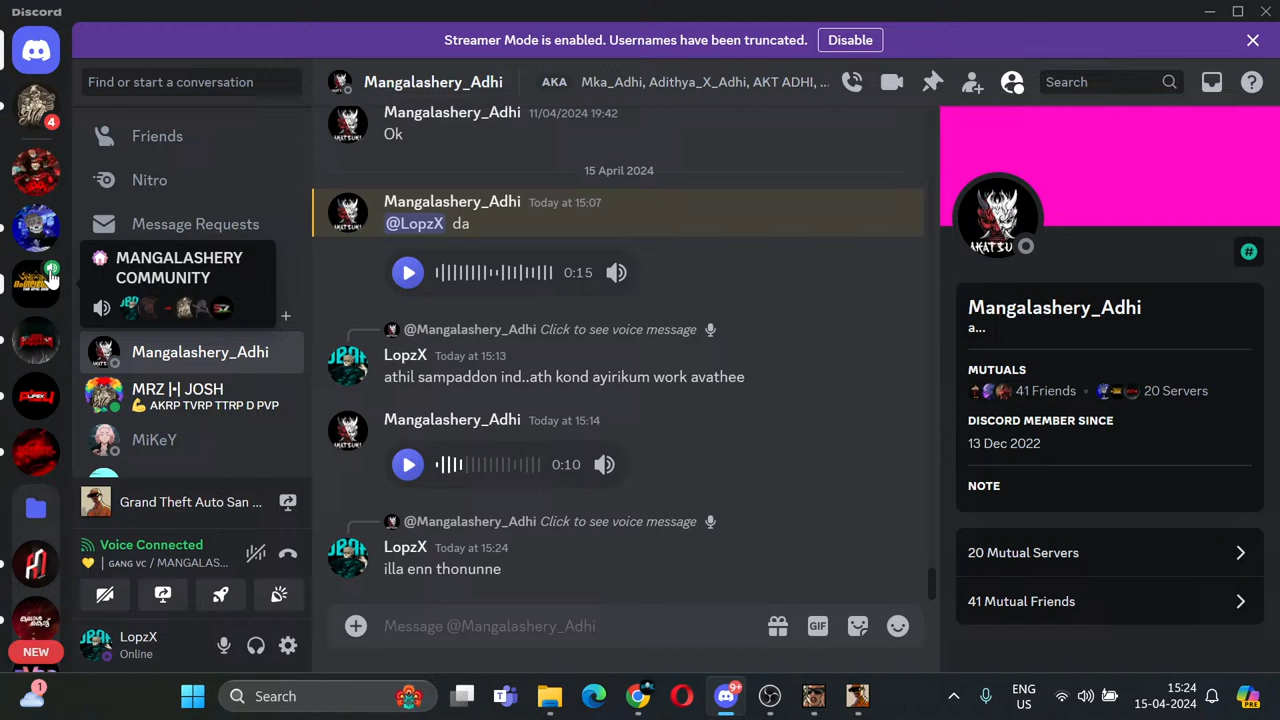 Discord
Streamer Mode is enabled. Usernames have been truncated.
Disable
Find or start a conversation
Mangalashery_Adhi
AKA
Mka_Adhi, Adithya_X_Adhi, AKT ADHI, ...
Search
4
Friends
Nitro
Message Requests
MANGALASHERY
COMMUNITY
Mangalashery_Adhi
MRZ |•| JOSH
💪 AKRP TVRP TTRP D PVP
MiKeY
Grand Theft Auto San ...
Voice Connected
💛 | GANG VC / MANGALAS...
LopzX
Online
NEW
Mangalashery_Adhi 11/04/2024 19:42
Ok
15 April 2024
Mangalashery_Adhi Today at 15:07
@LopzX da
0:15
@Mangalashery_Adhi Click to see voice message
LopzX Today at 15:13
athil sampaddon ind..ath kond ayirikum work avathee
Mangalashery_Adhi Today at 15:14
0:10
@Mangalashery_Adhi Click to see voice message
LopzX Today at 15:24
illa enn thonunne
Message @Mangalashery_Adhi
GIF
AKATSU
Mangalashery_Adhi
a...
MUTUALS
41 Friends • 20 Servers
DISCORD MEMBER SINCE
13 Dec 2022
NOTE
20 Mutual Servers
41 Mutual Friends
1
Search
9+
ENG
US
15:24
15-04-2024
PRE